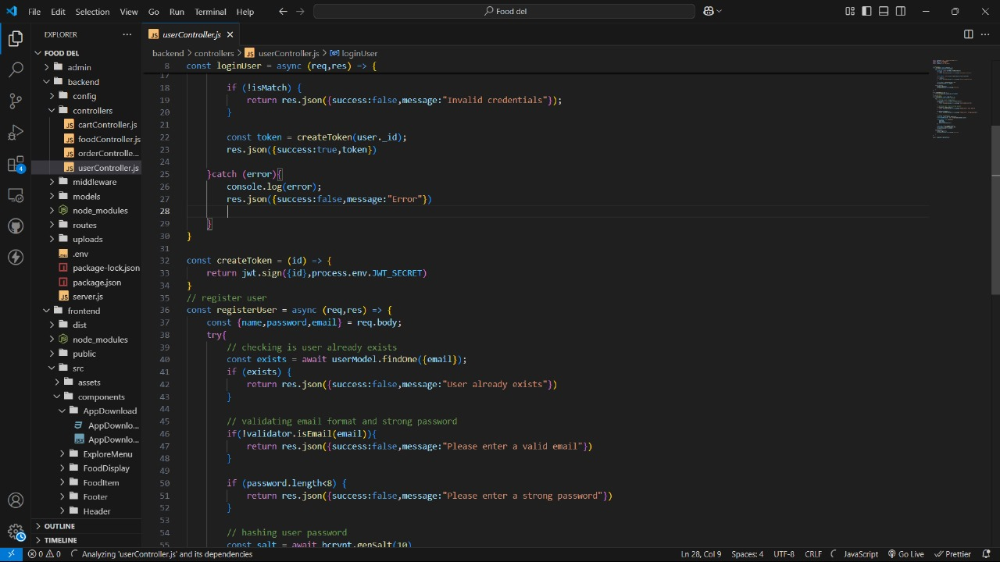 File Edit Selection View Go Run Terminal Help
Food del
EXPLORER
userController.js
FOOD DEL
admin
backend
config
controllers
cartController.js
foodController.js
orderControlle...
userController.js
middleware
models
node_modules
routes
uploads
.env
package-lock.json
package.json
server.js
frontend
dist
node_modules
public
src
assets
components
AppDownload
AppDownlo...
AppDownlo...
ExploreMenu
FoodDisplay
FoodItem
Footer
Header
OUTLINE
TIMELINE
4
backend > controllers > JS userController.js > loginUser
8 const loginUser = async (req,res) => {
17
18 if (!isMatch) {
19 return res.json({success:false,message:"Invalid credentials"});
20 }
21
22 const token = createToken(user._id);
23 res.json({success:true,token})
24
25 }catch (error){
26 console.log(error);
27 res.json({success:false,message:"Error"})
28
29 }
30 }
31
32 const createToken = (id) => {
33 return jwt.sign({id},process.env.JWT_SECRET)
34 }
35 // register user
36 const registerUser = async (req,res) => {
37 const {name,password,email} = req.body;
38 try{
39 // checking is user already exists
40 const exists = await userModel.findOne({email});
41 if (exists) {
42 return res.json({success:false,message:"User already exists"})
43 }
44
45 // validating email format and strong password
46 if(!validator.isEmail(email)){
47 return res.json({success:false,message:"Please enter a valid email"})
48 }
49
50 if (password.length<8) {
51 return res.json({success:false,message:"Please enter a strong password"})
52 }
53
54 // hashing user password
55 const salt = await bcrypt.genSalt(10)
0 0 Analyzing 'userController.js' and its dependencies
Ln 28, Col 9 Spaces: 4 UTF-8 CRLF JavaScript Go Live Prettier